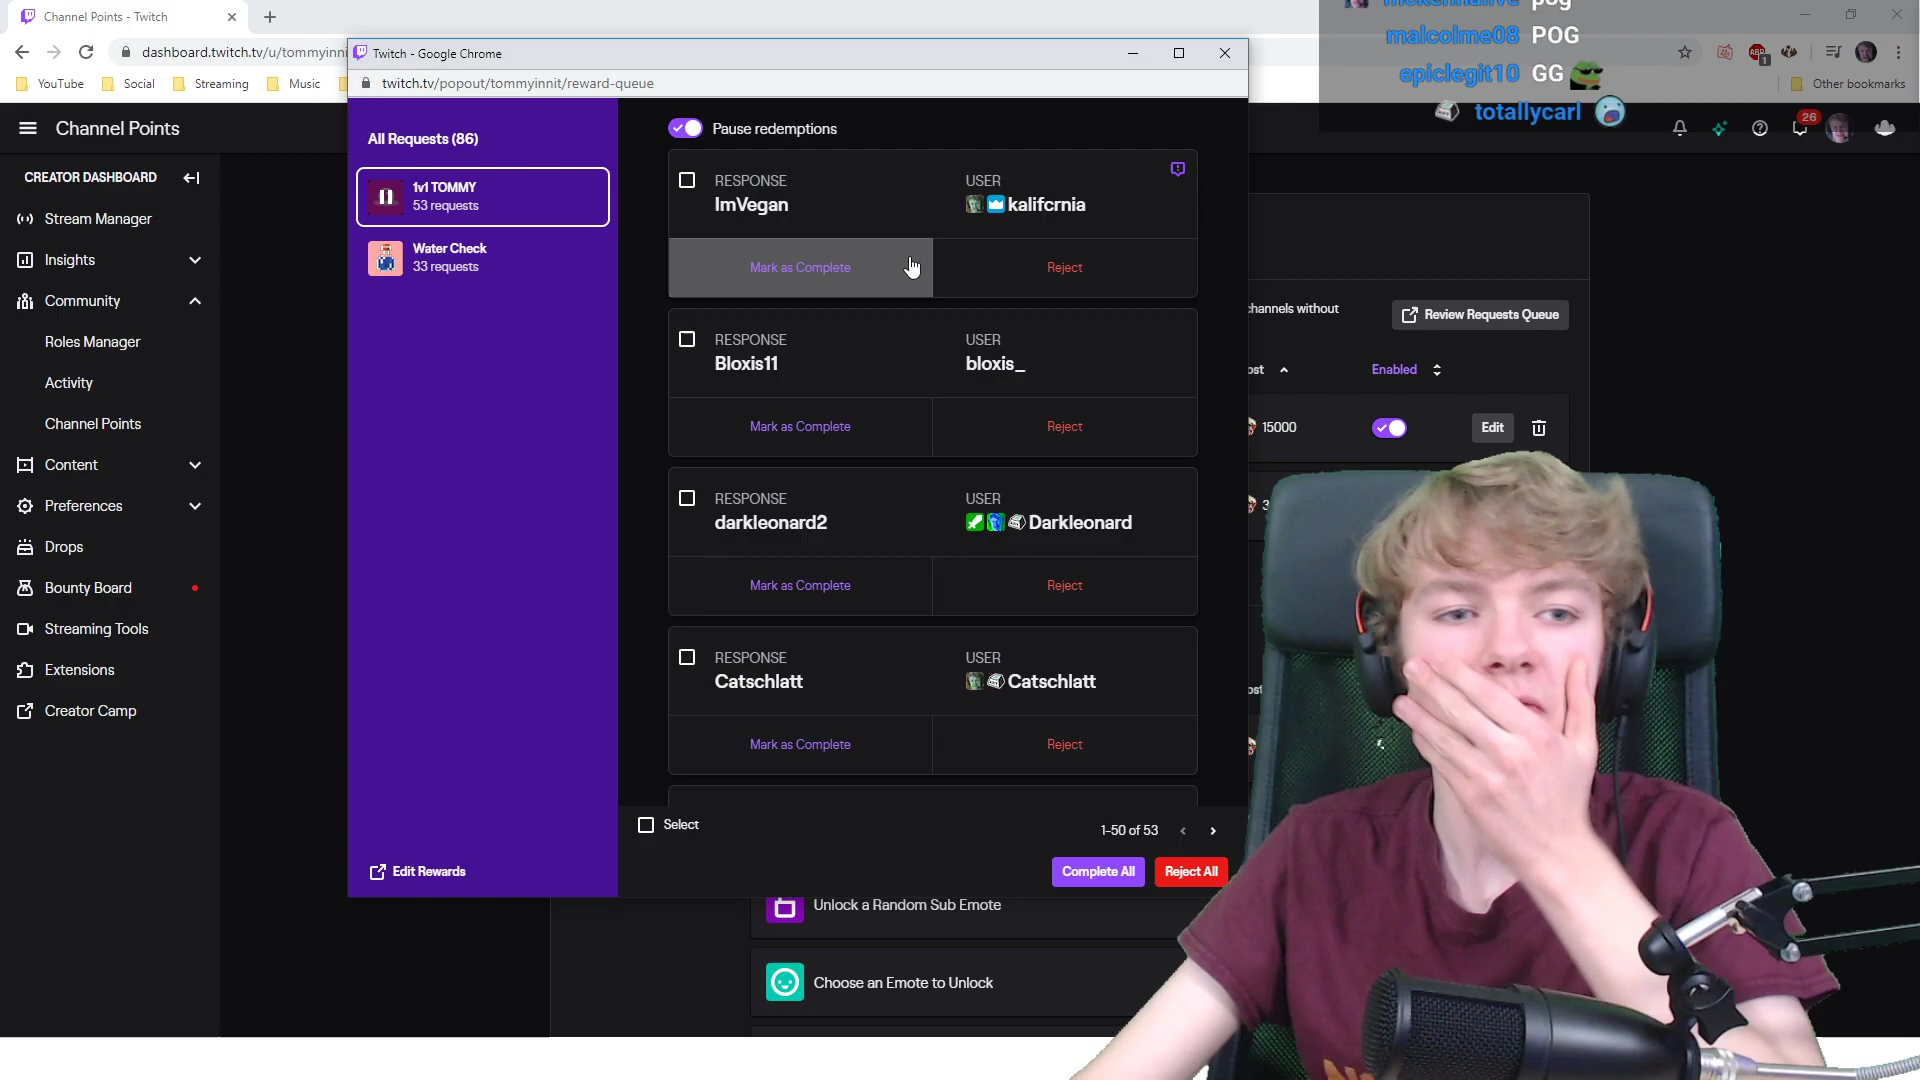 Channel Points - Twitch
dashboard.twitch.tv/u/tommyinni
YouTube
Social
Streaming
Music
Other bookmarks
pog
malcolme08 POG
epiclegit10 GG
totallycarl
Twitch - Google Chrome
twitch.tv/popout/tommyinnit/reward-queue
Channel Points
26
CREATOR DASHBOARD
Stream Manager
Insights
Community
Roles Manager
Activity
Channel Points
Content
Preferences
Drops
Bounty Board
Streaming Tools
Extensions
Creator Camp
All Requests (86)
1v1 TOMMY
53 requests
Water Check
33 requests
Edit Rewards
Pause redemptions
RESPONSE USER
ImVegan kalifcrnia
Mark as Complete Reject
RESPONSE USER
Bloxis11 bloxis_
Mark as Complete Reject
RESPONSE USER
darkleonard2 Darkleonard
Mark as Complete Reject
RESPONSE USER
Catschlatt Catschlatt
Mark as Complete Reject
Select
1-50 of 53
Complete All Reject All
channels without
Review Requests Queue
ost Enabled
15000 Edit
3
ost
Unlock a Random Sub Emote
Choose an Emote to Unlock